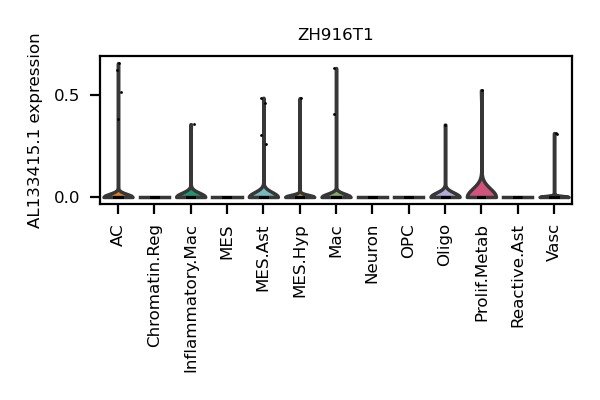 ZH916T1
AL133415.1 expression
0.5
0.0
AC
Chromatin.Reg
Inflammatory.Mac
MES
MES.Ast
MES.Hyp
Mac
Neuron
OPC
Oligo
Prolif.Metab
Reactive.Ast
Vasc